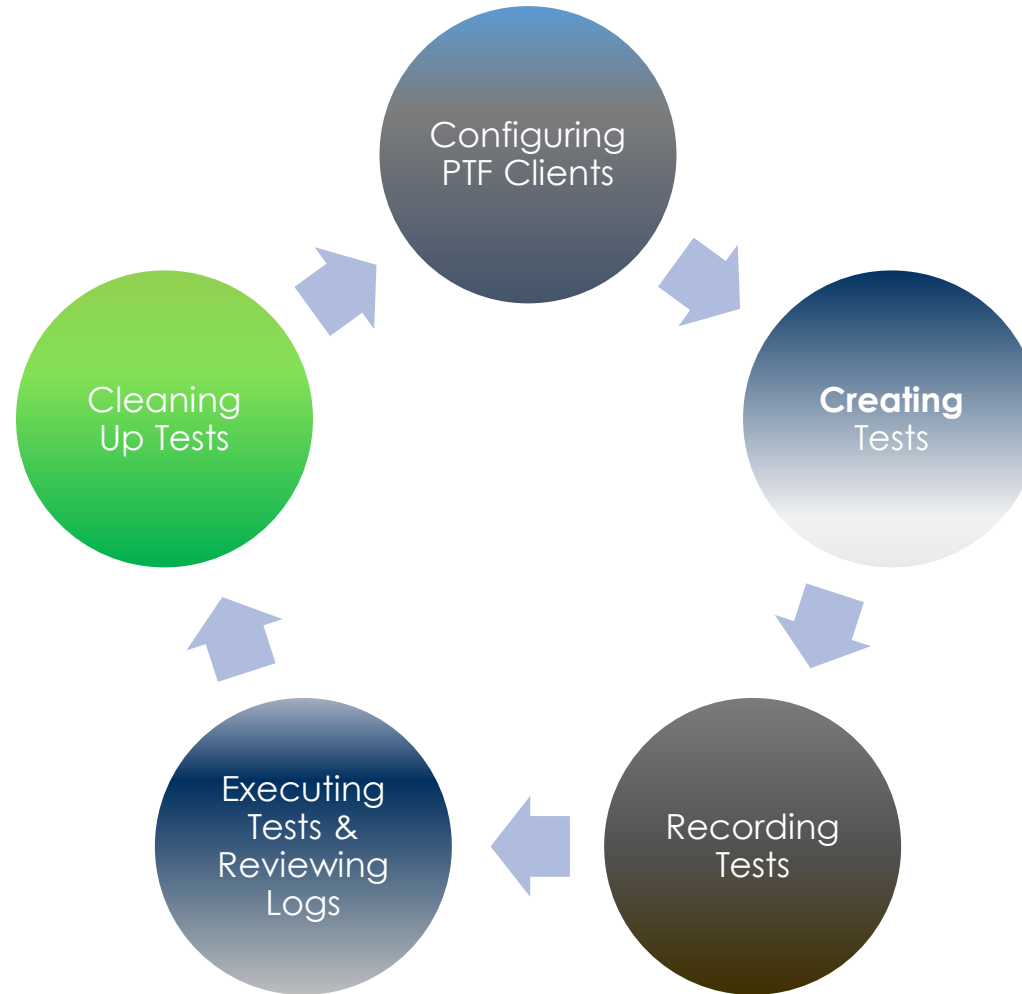 Configuring
PTF Clients
Creating
Tests
Recording
Tests
Executing
Tests &
Reviewing
Logs
Cleaning
Up Tests